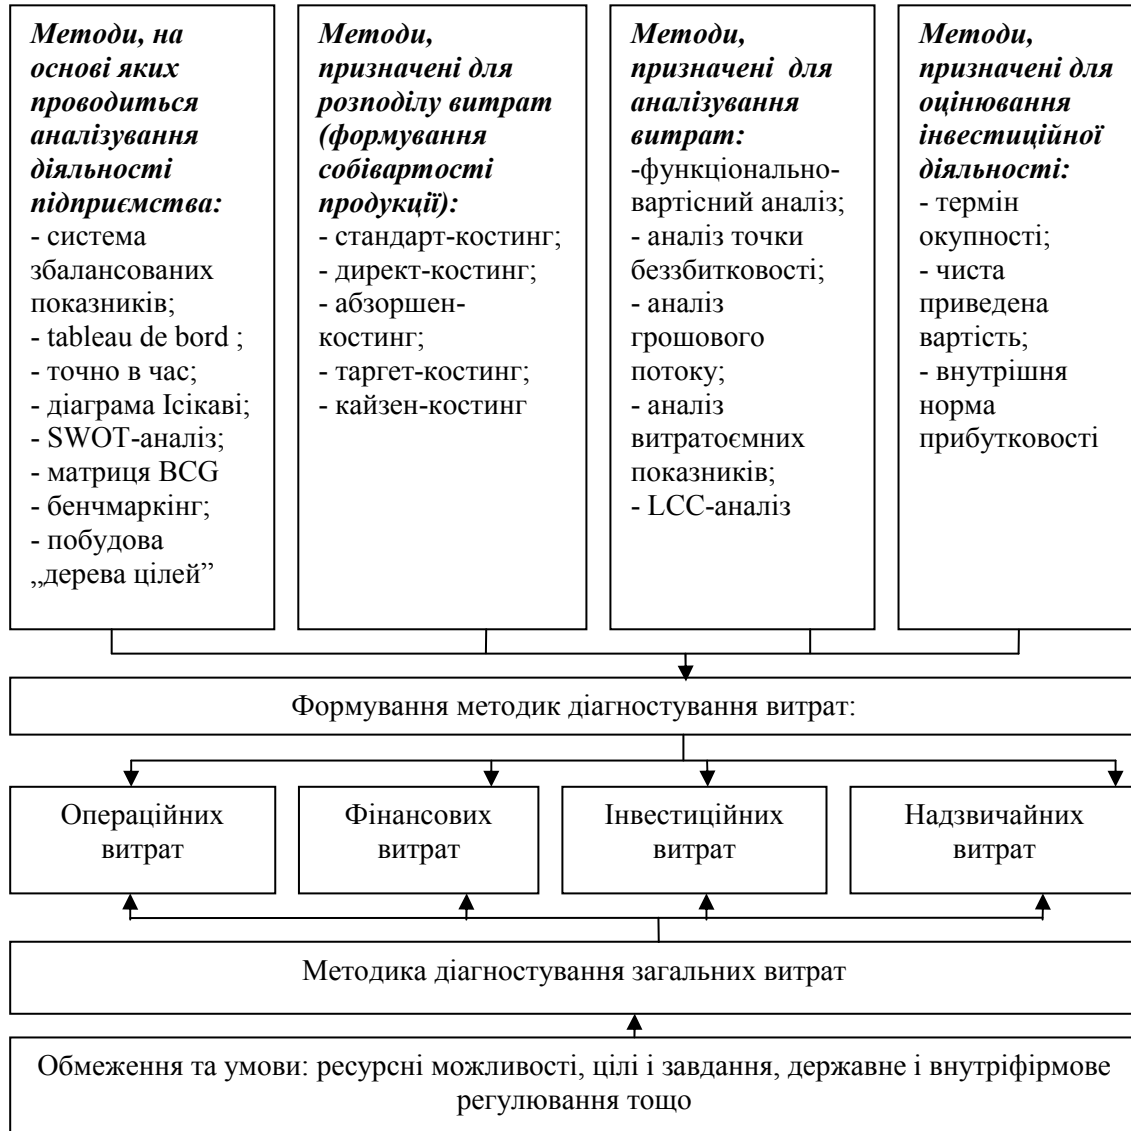 Методи, на
основі яких
проводиться
аналізування
діяльності
підприємства:
- система
збалансованих
показників;
- tableau de bord ;
- точно в час;
- діаграма Ісікаві;
- SWOT-аналіз;
- матриця BCG
- бенчмаркінг;
- побудова
„дерева цілей”
Методи,
призначені для
розподілу витрат
(формування
собівартості
продукції):
- стандарт-костинг;
- директ-костинг;
- абзоршен-
костинг;
- таргет-костинг;
- кайзен-костинг
Методи,
призначені для
аналізування
витрат:
-функціонально-
вартісний аналіз;
- аналіз точки
беззбитковості;
- аналіз
грошового
потоку;
- аналіз
витратоємних
показників;
- LCC-аналіз
Методи,
призначені для
оцінювання
інвестиційної
діяльності:
- термін
окупності;
- чиста
приведена
вартість;
- внутрішня
норма
прибутковості
Формування методик діагностування витрат:
Операційних
витрат
Фінансових
витрат
Інвестиційних
витрат
Надзвичайних
витрат
Методика діагностування загальних витрат
Обмеження та умови: ресурсні можливості, цілі і завдання, державне і внутріфірмове
регулювання тощо